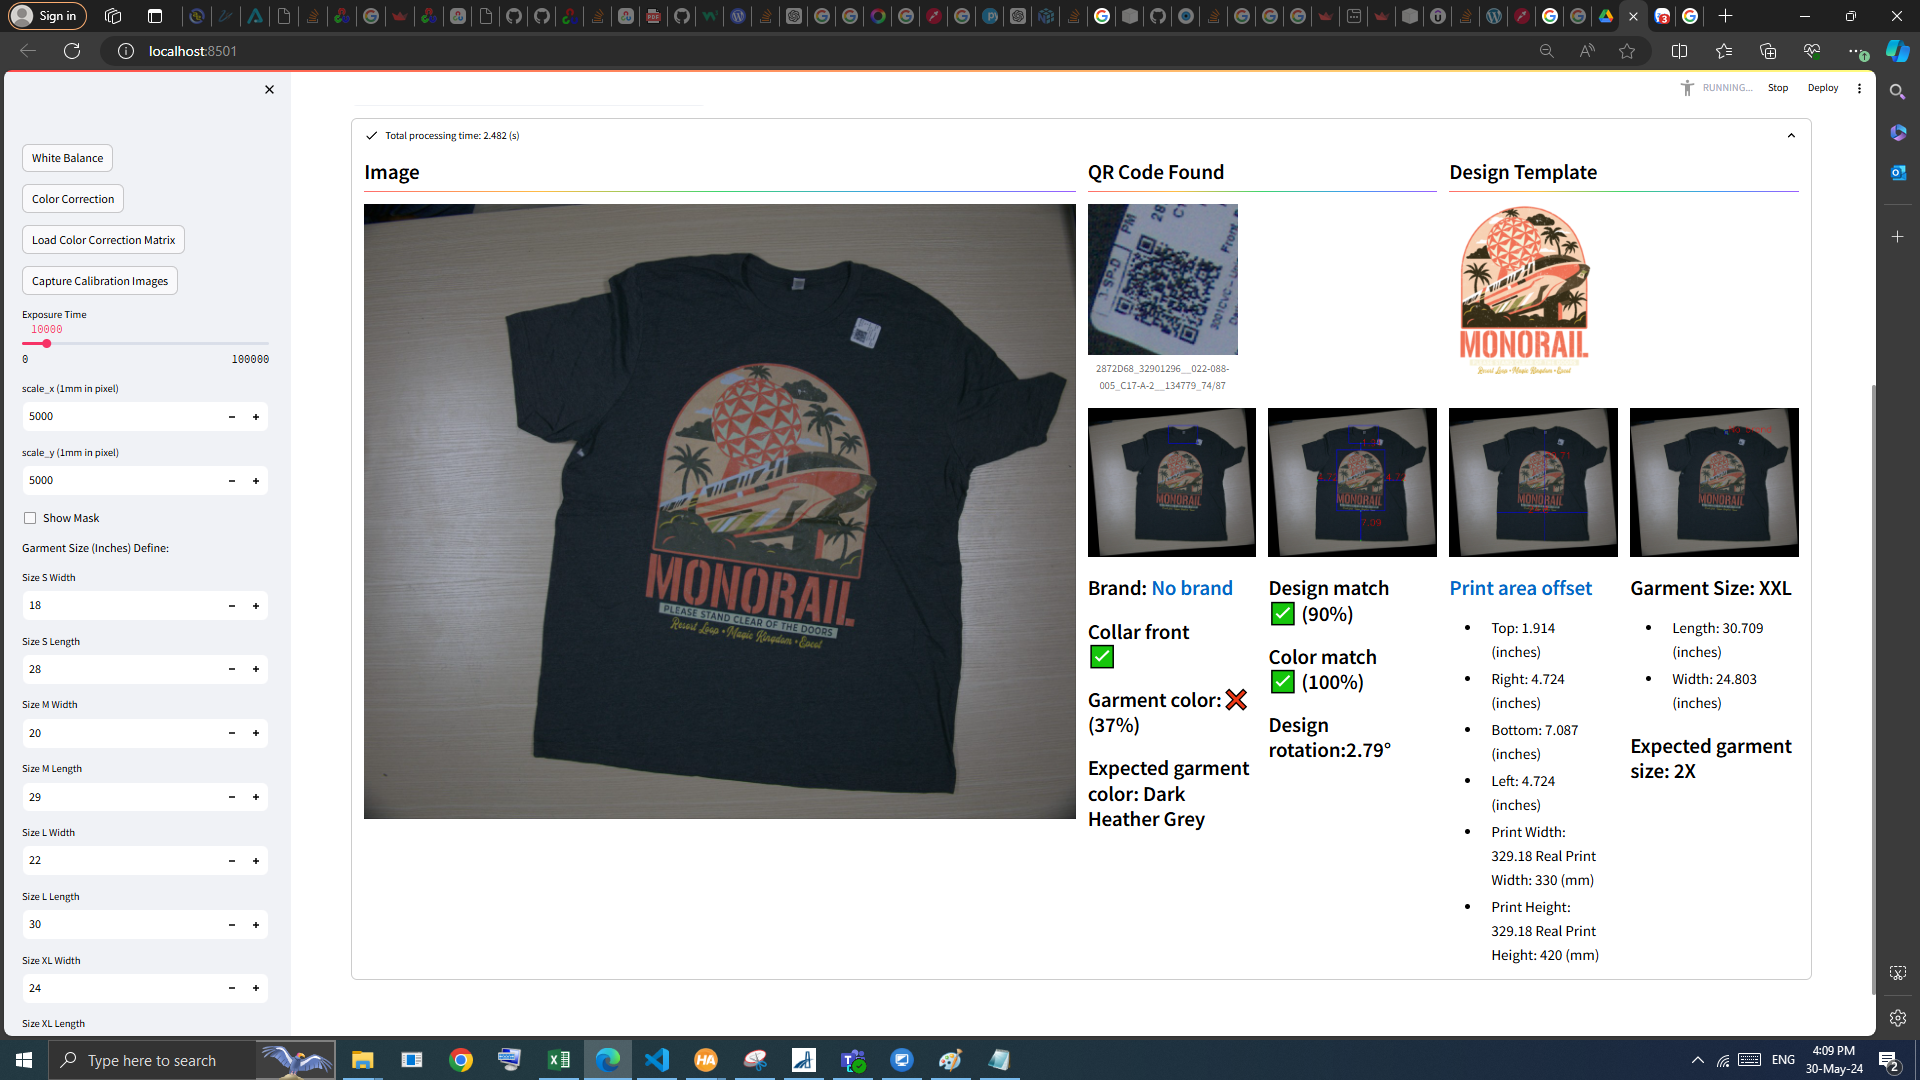 Sign in
localhost:8501
RUNNING...
Stop
Deploy
White Balance
Color Correction
Load Color Correction Matrix
Capture Calibration Images
Exposure Time
10000
0
100000
scale_x (1mm in pixel)
5000
scale_y (1mm in pixel)
5000
Show Mask
Garment Size (Inches) Define:
Size S Width
18
Size S Length
28
Size M Width
20
Size M Length
29
Size L Width
22
Size L Length
30
Size XL Width
24
Size XL Length
Total processing time: 2.482 (s)
Image
MONORAIL
PLEASE STAND CLEAR OF THE DOORS
Resort Loop • Magic Kingdom • Epcot
QR Code Found
2872D68_32901296__022-088-
005_C17-A-2__134779_74/87
Design Template
MONORAIL
Resort Loop • Magic Kingdom • Epcot
Brand: No brand
Collar front
Garment color:
(37%)
Expected garment
color: Dark
Heather Grey
Design match
(90%)
Color match
(100%)
Design
rotation:2.79°
Print area offset
Top: 1.914
(inches)
Right: 4.724
(inches)
Bottom: 7.087
(inches)
Left: 4.724
(inches)
Print Width:
329.18 Real Print
Width: 330 (mm)
Print Height:
329.18 Real Print
Height: 420 (mm)
Garment Size: XXL
Length: 30.709
(inches)
Width: 24.803
(inches)
Expected garment
size: 2X
Type here to search
ENG
4:09 PM
30-May-24
2